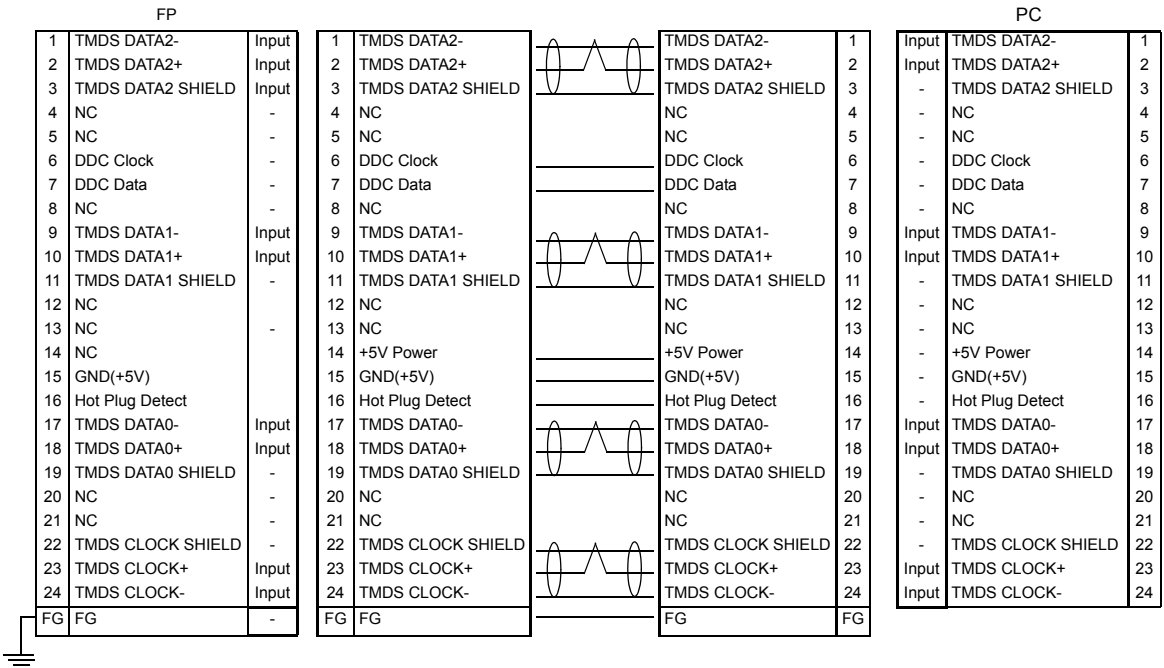 FP PC
1 TMDS DATA2- Input 1 TMDS DATA2- TMDS DATA2- 1 Input TMDS DATA2- 1
2 TMDS DATA2+ Input 2 TMDS DATA2+ TMDS DATA2+ 2 Input TMDS DATA2+ 2
3 TMDS DATA2 SHIELD Input 3 TMDS DATA2 SHIELD TMDS DATA2 SHIELD 3 - TMDS DATA2 SHIELD 3
4 NC - 4 NC NC 4 - NC 4
5 NC - 5 NC NC 5 - NC 5
6 DDC Clock - 6 DDC Clock DDC Clock 6 - DDC Clock 6
7 DDC Data - 7 DDC Data DDC Data 7 - DDC Data 7
8 NC - 8 NC NC 8 - NC 8
9 TMDS DATA1- Input 9 TMDS DATA1- TMDS DATA1- 9 Input TMDS DATA1- 9
10 TMDS DATA1+ Input 10 TMDS DATA1+ TMDS DATA1+ 10 Input TMDS DATA1+ 10
11 TMDS DATA1 SHIELD - 11 TMDS DATA1 SHIELD TMDS DATA1 SHIELD 11 - TMDS DATA1 SHIELD 11
12 NC 12 NC NC 12 - NC 12
13 NC - 13 NC NC 13 - NC 13
14 NC 14 +5V Power +5V Power 14 - +5V Power 14
15 GND(+5V) 15 GND(+5V) GND(+5V) 15 - GND(+5V) 15
16 Hot Plug Detect 16 Hot Plug Detect Hot Plug Detect 16 - Hot Plug Detect 16
17 TMDS DATA0- Input 17 TMDS DATA0- TMDS DATA0- 17 Input TMDS DATA0- 17
18 TMDS DATA0+ Input 18 TMDS DATA0+ TMDS DATA0+ 18 Input TMDS DATA0+ 18
19 TMDS DATA0 SHIELD - 19 TMDS DATA0 SHIELD TMDS DATA0 SHIELD 19 - TMDS DATA0 SHIELD 19
20 NC - 20 NC NC 20 - NC 20
21 NC - 21 NC NC 21 - NC 21
22 TMDS CLOCK SHIELD - 22 TMDS CLOCK SHIELD TMDS CLOCK SHIELD 22 - TMDS CLOCK SHIELD 22
23 TMDS CLOCK+ Input 23 TMDS CLOCK+ TMDS CLOCK+ 23 Input TMDS CLOCK+ 23
24 TMDS CLOCK- Input 24 TMDS CLOCK- TMDS CLOCK- 24 Input TMDS CLOCK- 24
FG FG - FG FG FG FG